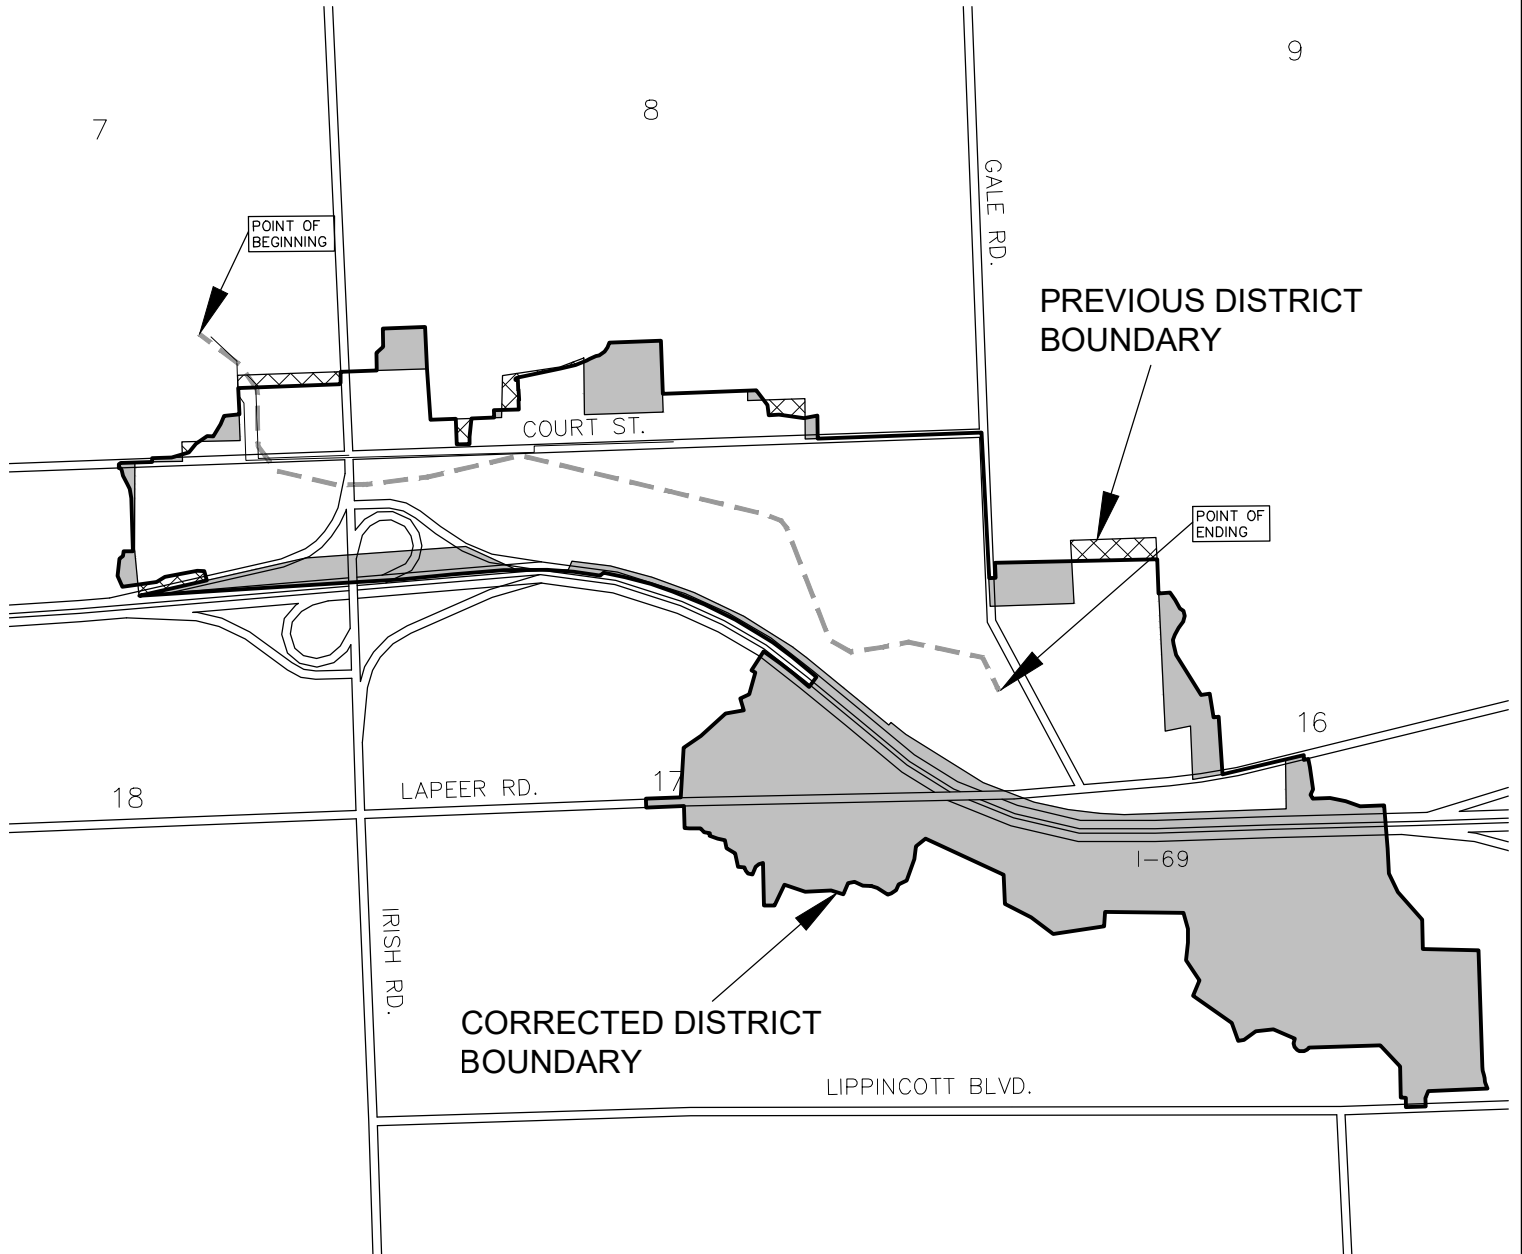 9
8
7
GALE RD.
POINT OF
BEGINNING
PREVIOUS DISTRICT
BOUNDARY
COURT ST.
POINT OF
ENDING
16
17
LAPEER RD.
18
I-69
IRISH RD.
CORRECTED DISTRICT
BOUNDARY
LIPPINCOTT BLVD.